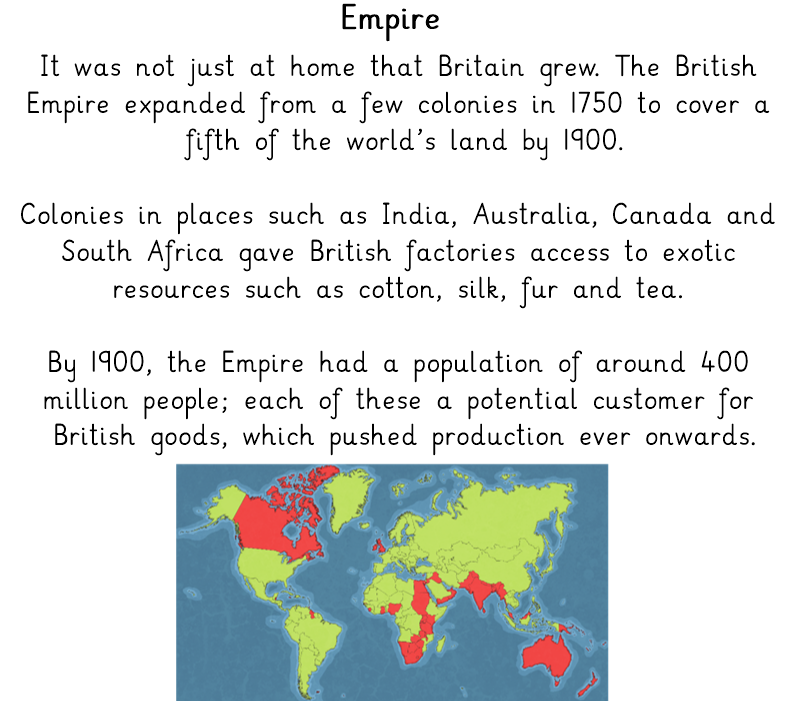 Empire
It was not just at home that Britain grew. The British
Empire expanded from a few colonies in 1750 to cover a
fifth of the world’s land by 1900.
Colonies in places such as India, Australia, Canada and
South Africa gave British factories access to exotic
resources such as cotton, silk, fur and tea.
By 1900, the Empire had a population of around 400
million people; each of these a potential customer for
British goods, which pushed production ever onwards.